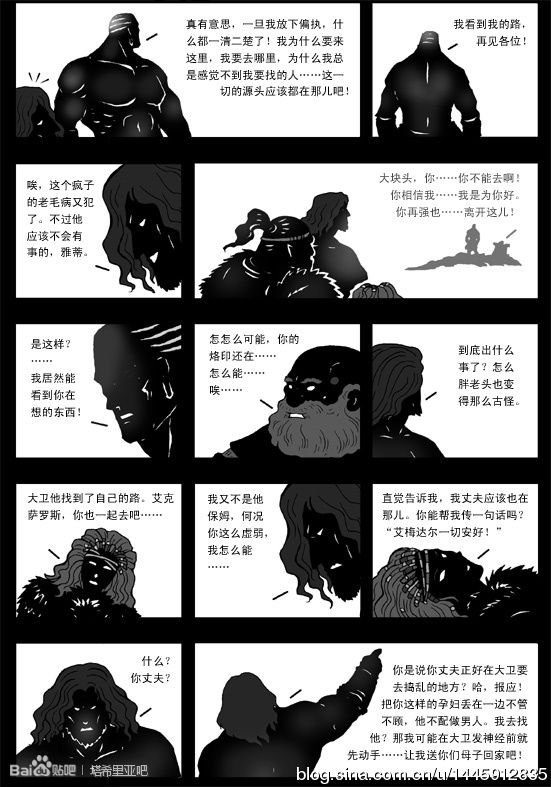 真有意思，一旦我放下偏执，什
么都一清二楚了！我为什么要来
这里，我要去哪里，为什么我总
是感觉不到我要找的人……这一
切的源头应该都在那儿吧！
我看到我的路，
再见各位！
唉，这个疯子
的老毛病又犯
了。不过他
应该不会有
事的，雅蒂。
大块头，你……你不能去啊！
你相信我……我是为你好。
你再强也……离开这儿！
是这样？
……
我居然能
看到你在
想的东西！
怎怎么可能，你的
烙印还在……
怎么能……
唉……
到底出什么
事了？怎么
胖老头也变
得那么古怪。
大卫他找到了自己的路。艾克
萨罗斯，你也一起去吧……
我又不是他
保姆，何况
你这么虚弱，
我怎么能
……
直觉告诉我，我丈夫应该也在
那儿。你能帮我传一句话吗？
“艾梅达尔一切安好！”
什么？
你丈夫？
你是说你丈夫正好在大卫要
去捣乱的地方？哈，报应！
把你这样的孕妇丢在一边不管
不顾，他不配做男人。我去找
他？那我可能在大卫发神经前就
先动手……让我送你们母子回家吧！
Bai贴吧 塔希里亚吧
blog.sina.com.cn/u/1445912835